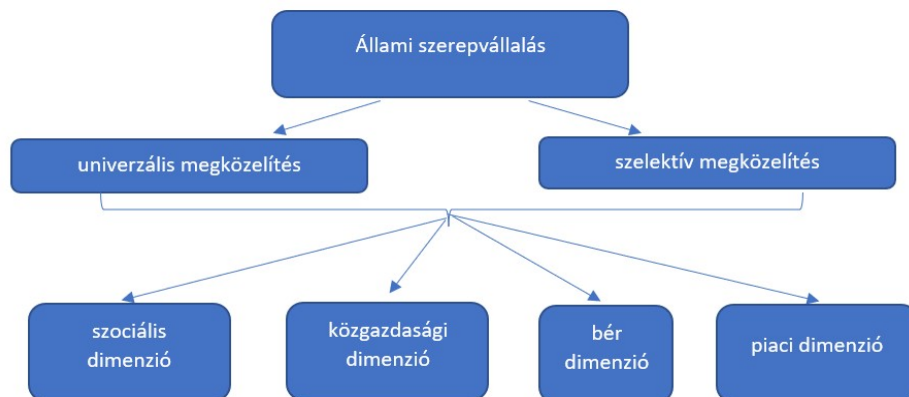 Állami szerepvállalás
univerzális megközelítés
szelektív megközelítés
szociális
dimenzió
közgazdasági
dimenzió
bér
dimenzió
piaci dimenzió